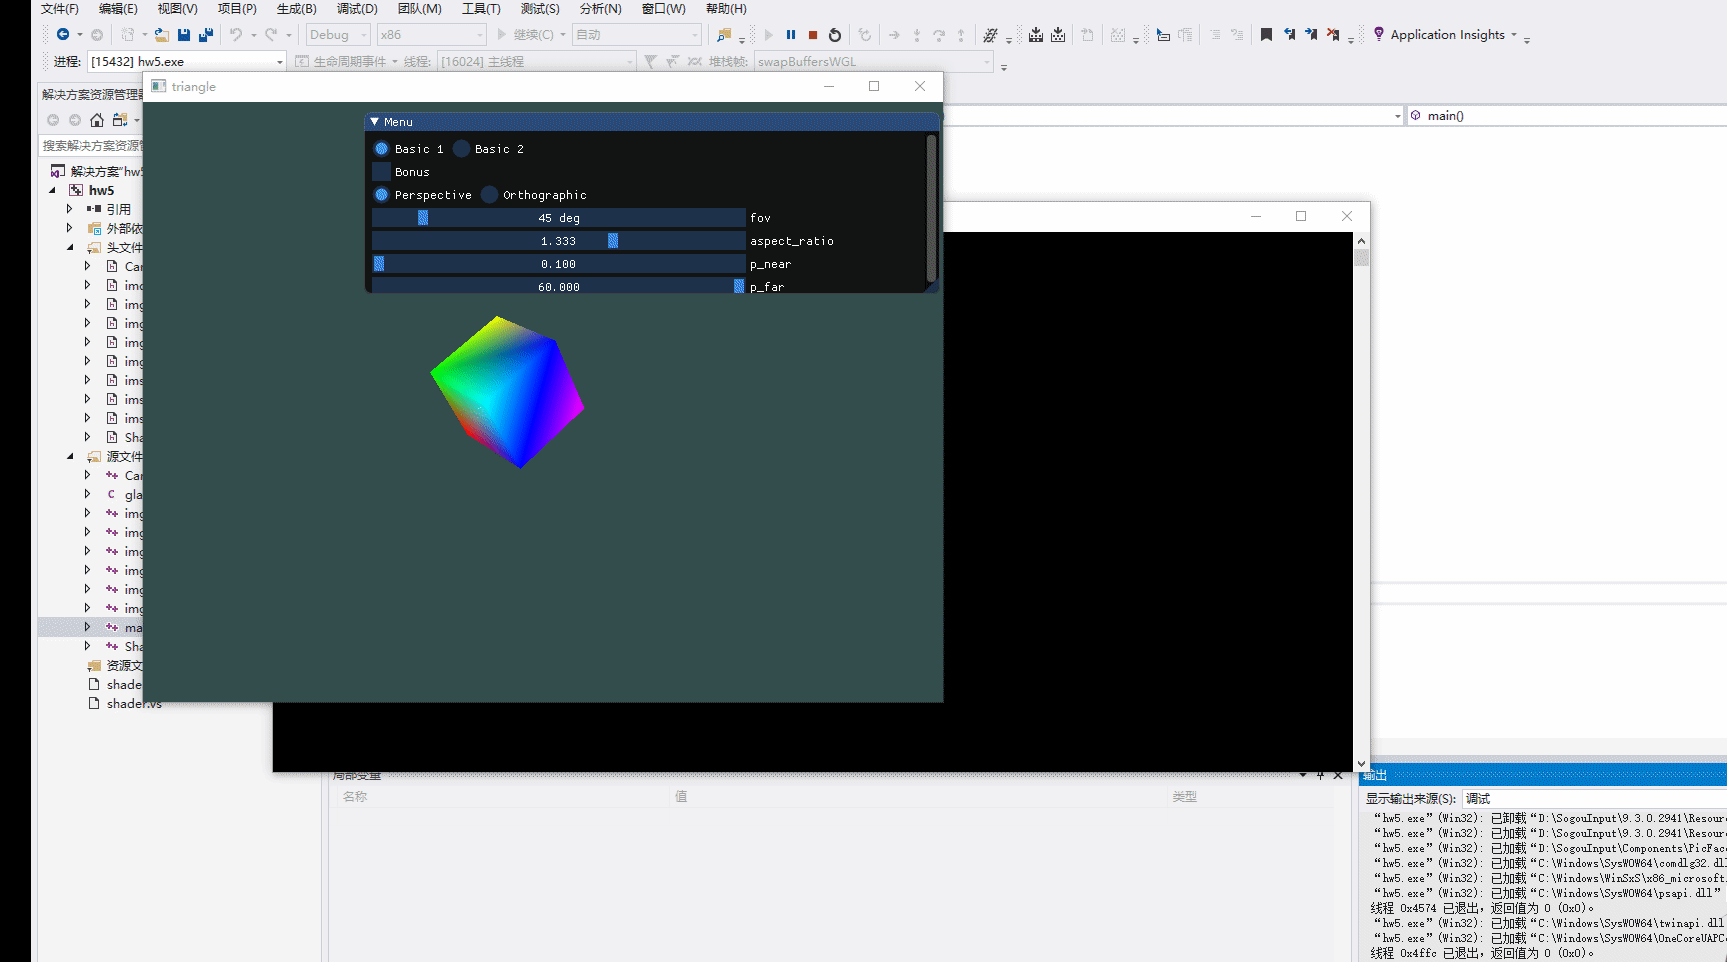 文件(F) 编辑(E) 视图(V) 项目(P) 生成(B) 调试(D) 团队(M) 工具(T) 测试(S) 分析(N) 窗口(W) 帮助(H)
Debug x86 继续(C) 自动 Application Insights
进程: [15432] hw5.exe 生命周期事件 线程: [16024] 主线程 堆栈帧: swapBuffersWGL
triangle
解决方案资源管理器
main()
Menu
Basic 1 Basic 2
搜索解决方案资源管
Bonus
解决方案"hw5
Perspective Orthographic
hw5
引用
45 deg fov
外部依
1.333 aspect_ratio
头文件
0.100 p_near
Car
60.000 p_far
img
img
img
img
ims
ims
ims
Sha
源文件
Car
C gla
img
img
img
img
img
img
ma
Sha
资源文
shade
shader.vs
局部变量
名称 值 类型
输出
显示输出来源(S): 调试
“hw5.exe”(Win32): 已卸载“D:\SogouInput\9.3.0.2941\Resour
“hw5.exe”(Win32): 已加载“D:\SogouInput\9.3.0.2941\Resour
“hw5.exe”(Win32): 已加载“D:\SogouInput\Components\PicFac
“hw5.exe”(Win32): 已加载“C:\Windows\SysWOW64\comdlg32.dll
“hw5.exe”(Win32): 已加载“C:\Windows\WinSxS\x86_microsoft.
“hw5.exe”(Win32): 已加载“C:\Windows\SysWOW64\psapi.dll”
线程 0x4574 已退出，返回值为 0 (0x0)。
“hw5.exe”(Win32): 已加载“C:\Windows\SysWOW64\twinapi.dll
“hw5.exe”(Win32): 已加载“C:\Windows\SysWOW64\OneCoreUAPC
线程 0x4ffc 已退出，返回值为 0 (0x0)。